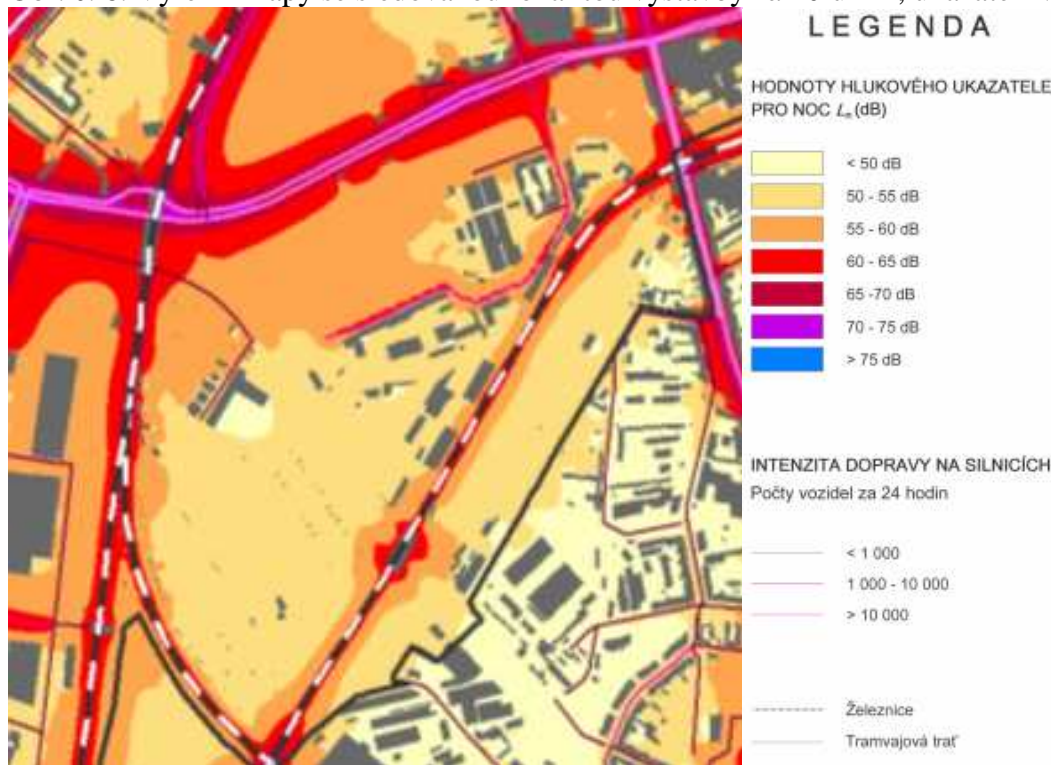 LEGENDA
HODNOTY HLUKOVÉHO UKAZATELE
PRO NOC Ln (dB)
< 50 dB
50 - 55 dB
55 - 60 dB
60 - 65 dB
65 -70 dB
70 - 75 dB
> 75 dB
INTENZITA DOPRAVY NA SILNICÍCH
Počty vozidel za 24 hodin
< 1 000
1 000 - 10 000
> 10 000
Železnice
Tramvajová trať